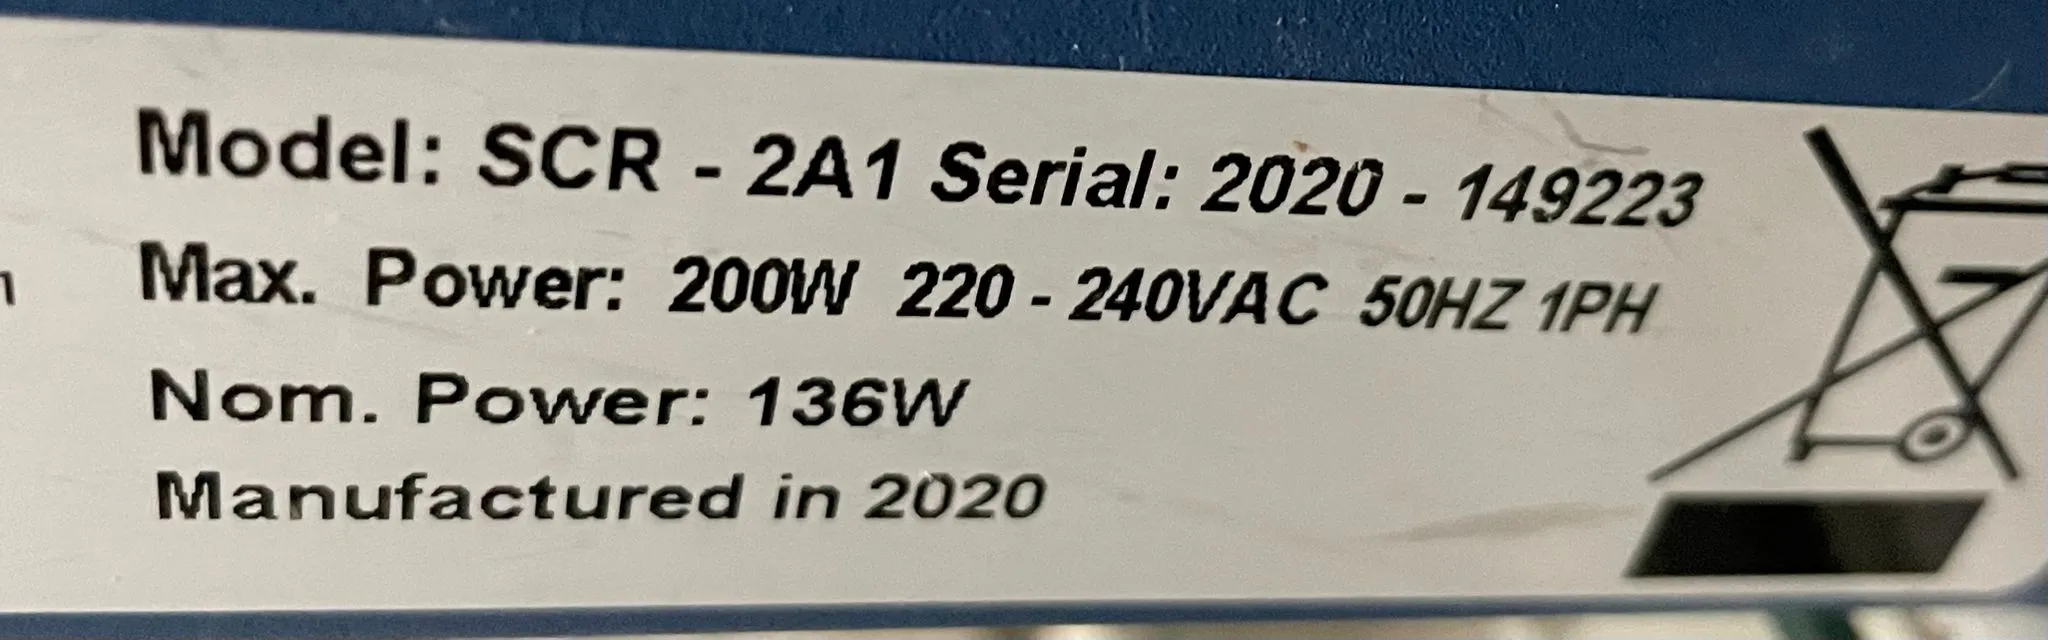 Model: SCR - 2A1 Serial: 2020 - 149223
Max. Power: 200W 220 - 240VAC 50HZ 1PH
Nom. Power: 136W
Manufactured in 2020